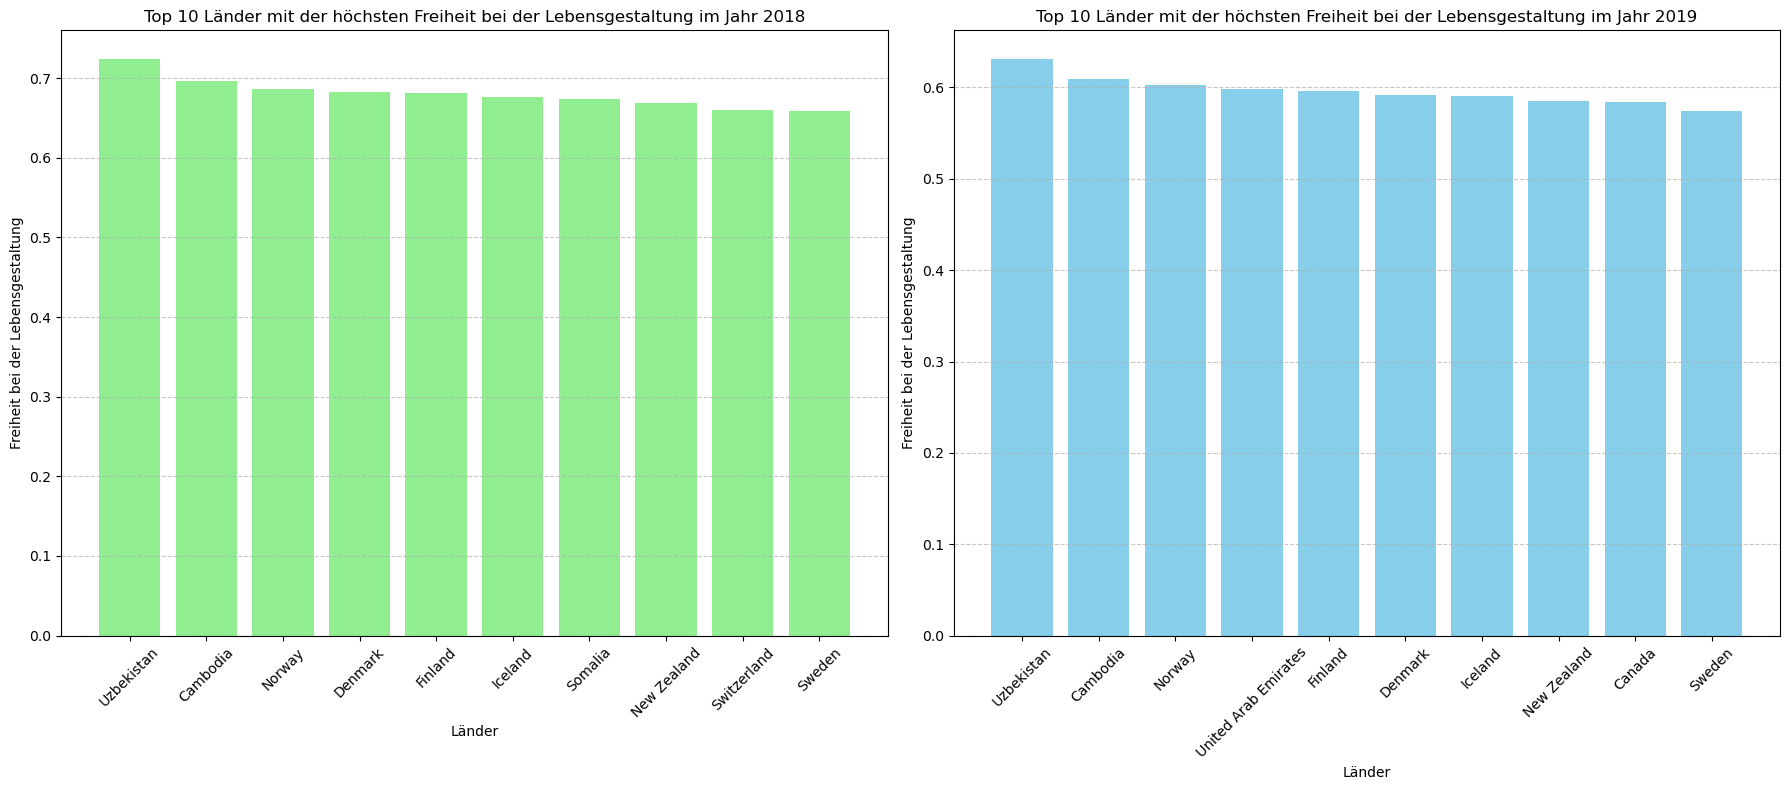 Top 10 Länder mit der höchsten Freiheit bei der Lebensgestaltung im Jahr 2018
Freiheit bei der Lebensgestaltung
0.7
0.6
0.5
0.4
0.3
0.2
0.1
0.0
Uzbekistan
Cambodia
Norway
Denmark
Finland
Iceland
Somalia
New Zealand
Switzerland
Sweden
Länder
Top 10 Länder mit der höchsten Freiheit bei der Lebensgestaltung im Jahr 2019
Freiheit bei der Lebensgestaltung
0.6
0.5
0.4
0.3
0.2
0.1
0.0
Uzbekistan
Cambodia
Norway
United Arab Emirates
Finland
Denmark
Iceland
New Zealand
Canada
Sweden
Länder